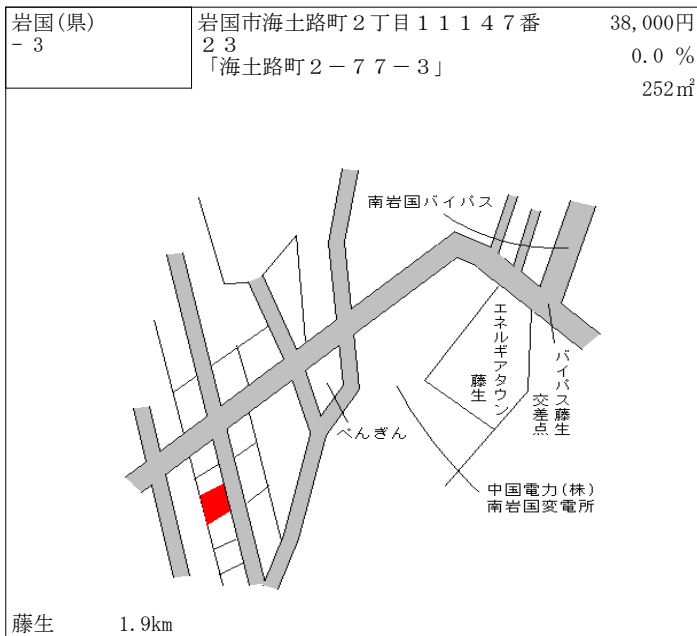 岩国(県)
- 3
岩国市海土路町２丁目１１１４７番
２３
「海土路町２－７７－３」
38,000円
0.0 %
252㎡
南岩国バイパス
エネルギアタウン
藤生
バイパス藤生
交差点
ぺんぎん
中国電力(株)
南岩国変電所
藤生 1.9km